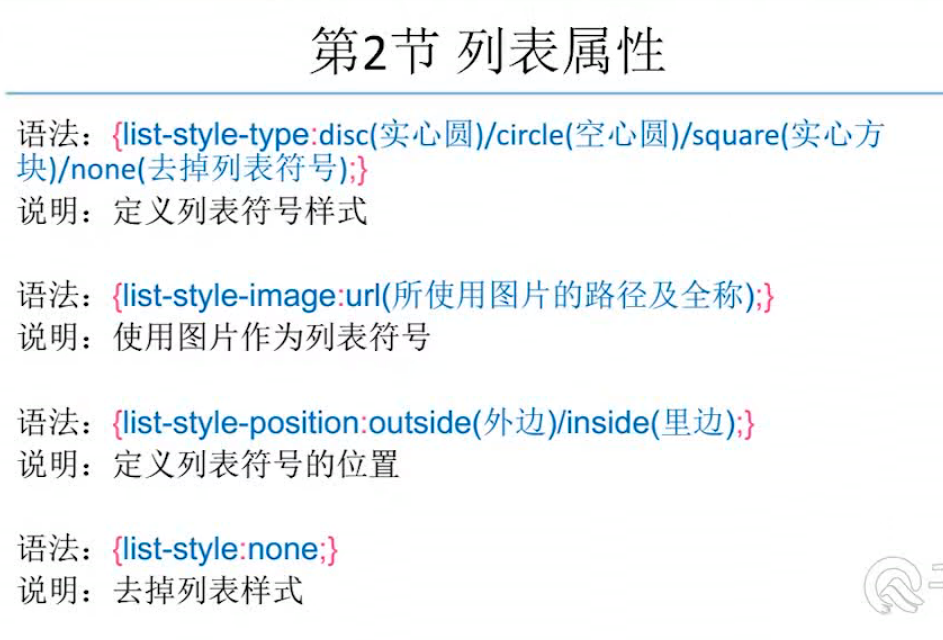 第2节 列表属性
语法：{list-style-type:disc(实心圆)/circle(空心圆)/square(实心方
块)/none(去掉列表符号);}
说明：定义列表符号样式
语法：{list-style-image:url(所使用图片的路径及全称);}
说明：使用图片作为列表符号
语法：{list-style-position:outside(外边)/inside(里边);}
说明：定义列表符号的位置
语法：{list-style:none;}
说明：去掉列表样式